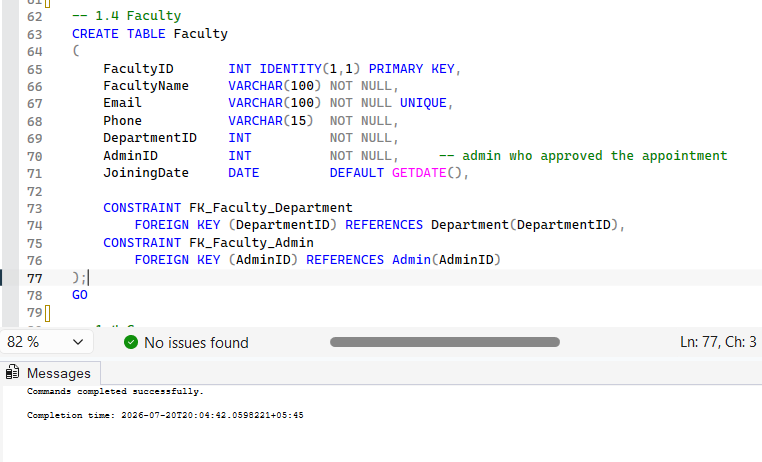 61
62 -- 1.4 Faculty
63 CREATE TABLE Faculty
64 (
65 FacultyID INT IDENTITY(1,1) PRIMARY KEY,
66 FacultyName VARCHAR(100) NOT NULL,
67 Email VARCHAR(100) NOT NULL UNIQUE,
68 Phone VARCHAR(15) NOT NULL,
69 DepartmentID INT NOT NULL,
70 AdminID INT NOT NULL, -- admin who approved the appointment
71 JoiningDate DATE DEFAULT GETDATE(),
72
73 CONSTRAINT FK_Faculty_Department
74 FOREIGN KEY (DepartmentID) REFERENCES Department(DepartmentID),
75 CONSTRAINT FK_Faculty_Admin
76 FOREIGN KEY (AdminID) REFERENCES Admin(AdminID)
77 );
78 GO
79
82 % No issues found Ln: 77, Ch: 3
Messages
Commands completed successfully.
Completion time: 2026-07-20T20:04:42.0598221+05:45